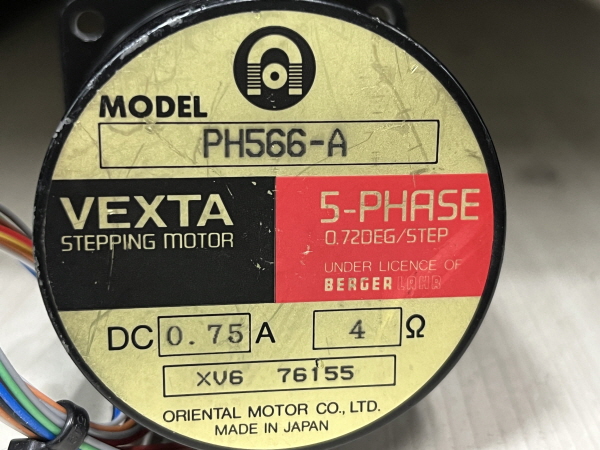 MODEL
PH566-A
VEXTA
STEPPING MOTOR
5-PHASE
0.72DEG/STEP
UNDER LICENCE OF
BERGER LAHR
DC 0.75 A 4 Ω
XV6 76155
ORIENTAL MOTOR CO., LTD.
MADE IN JAPAN